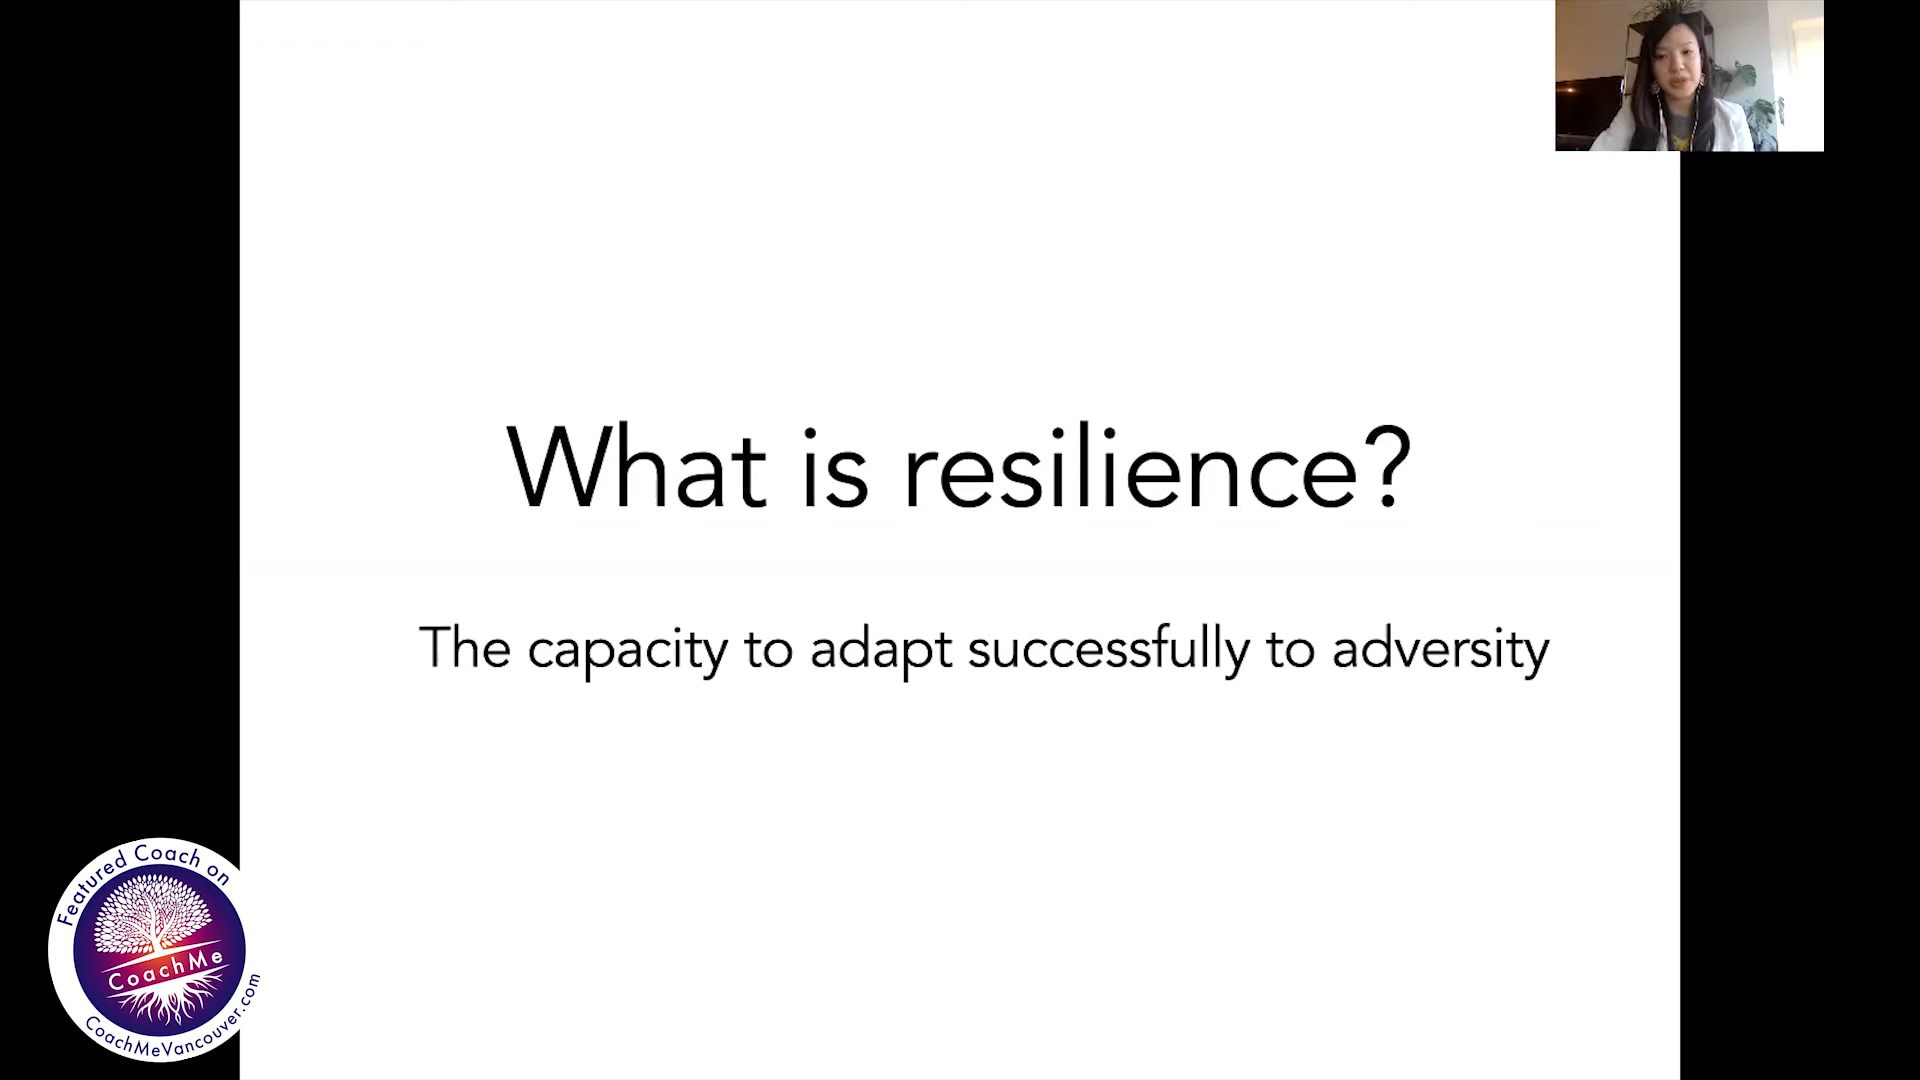 What is resilience?
The capacity to adapt successfully to adversity
Featured Coach on
CoachMe
CoachMeVancouver.com